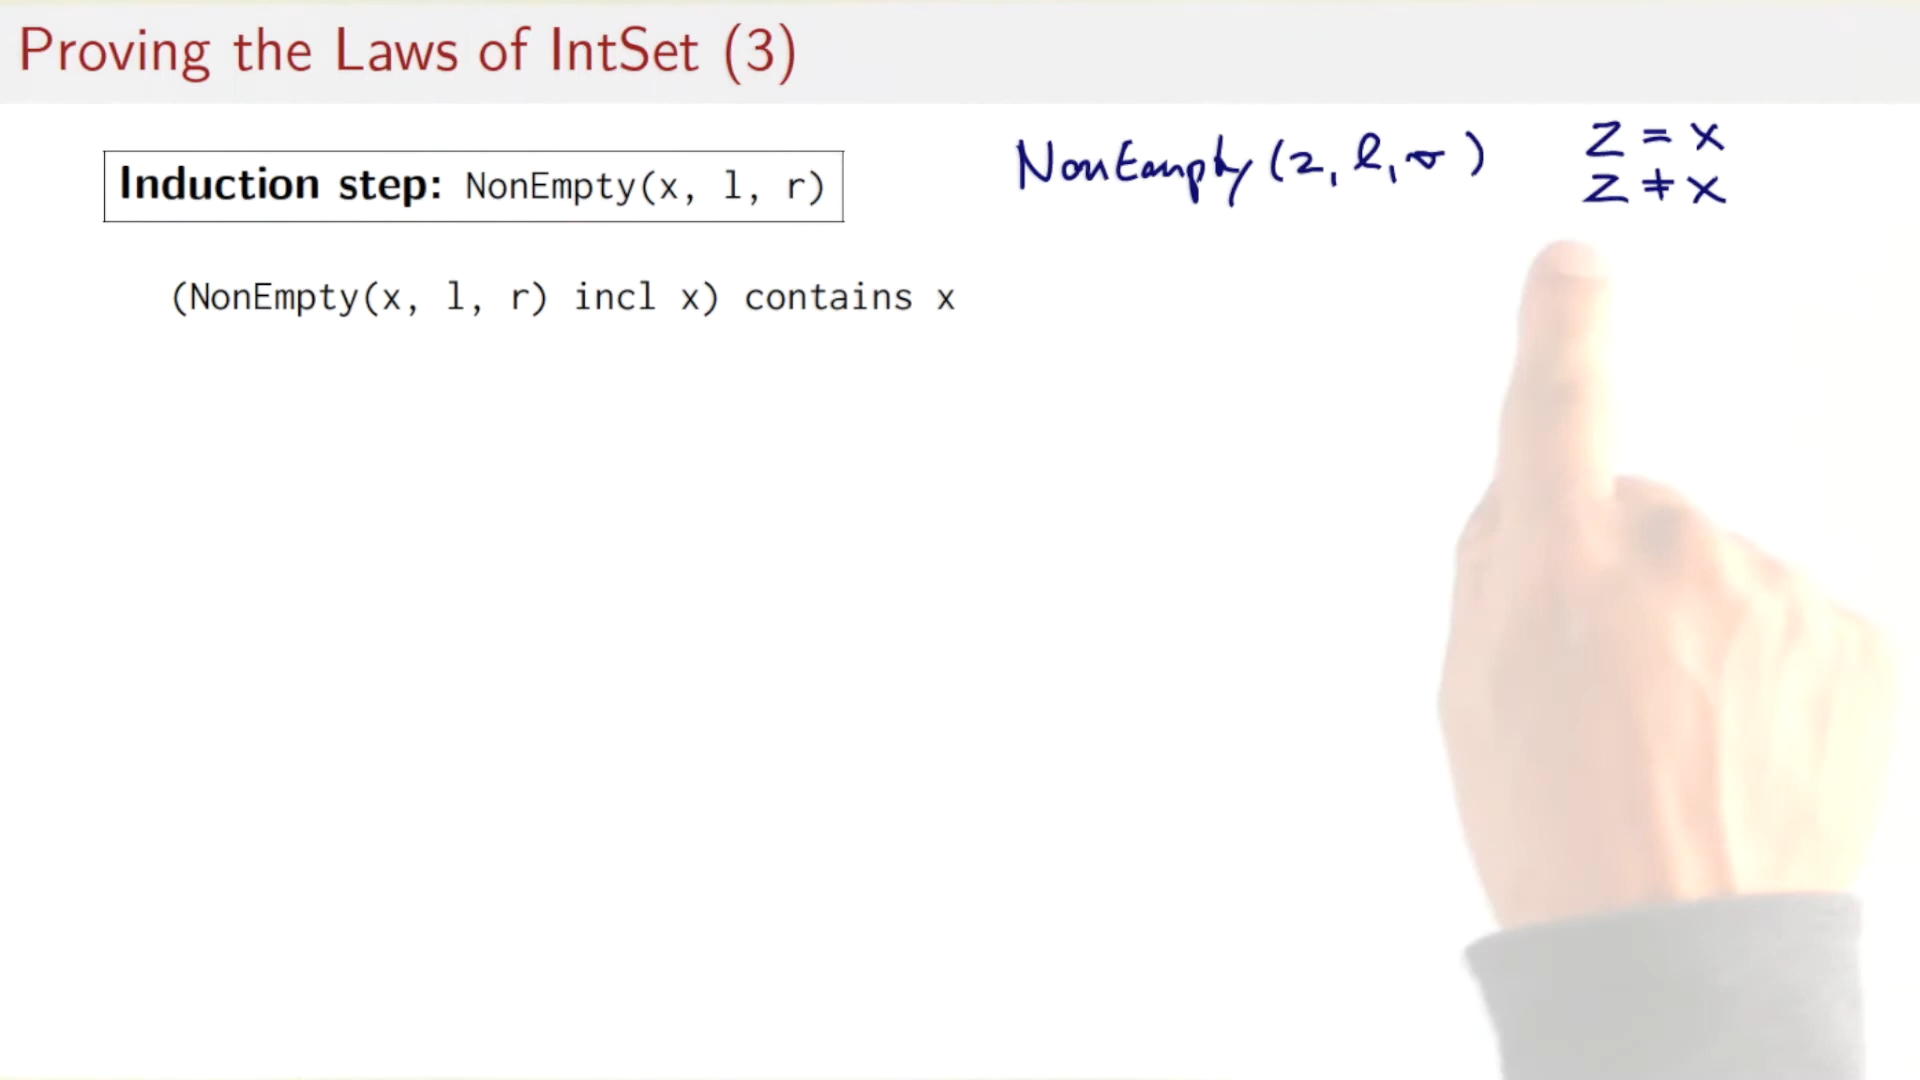 Proving the Laws of IntSet (3)
Induction step: NonEmpty(x, l, r)
NonEmpty(z, l, r)
z = x
z ≠ x
(NonEmpty(x, l, r) incl x) contains x